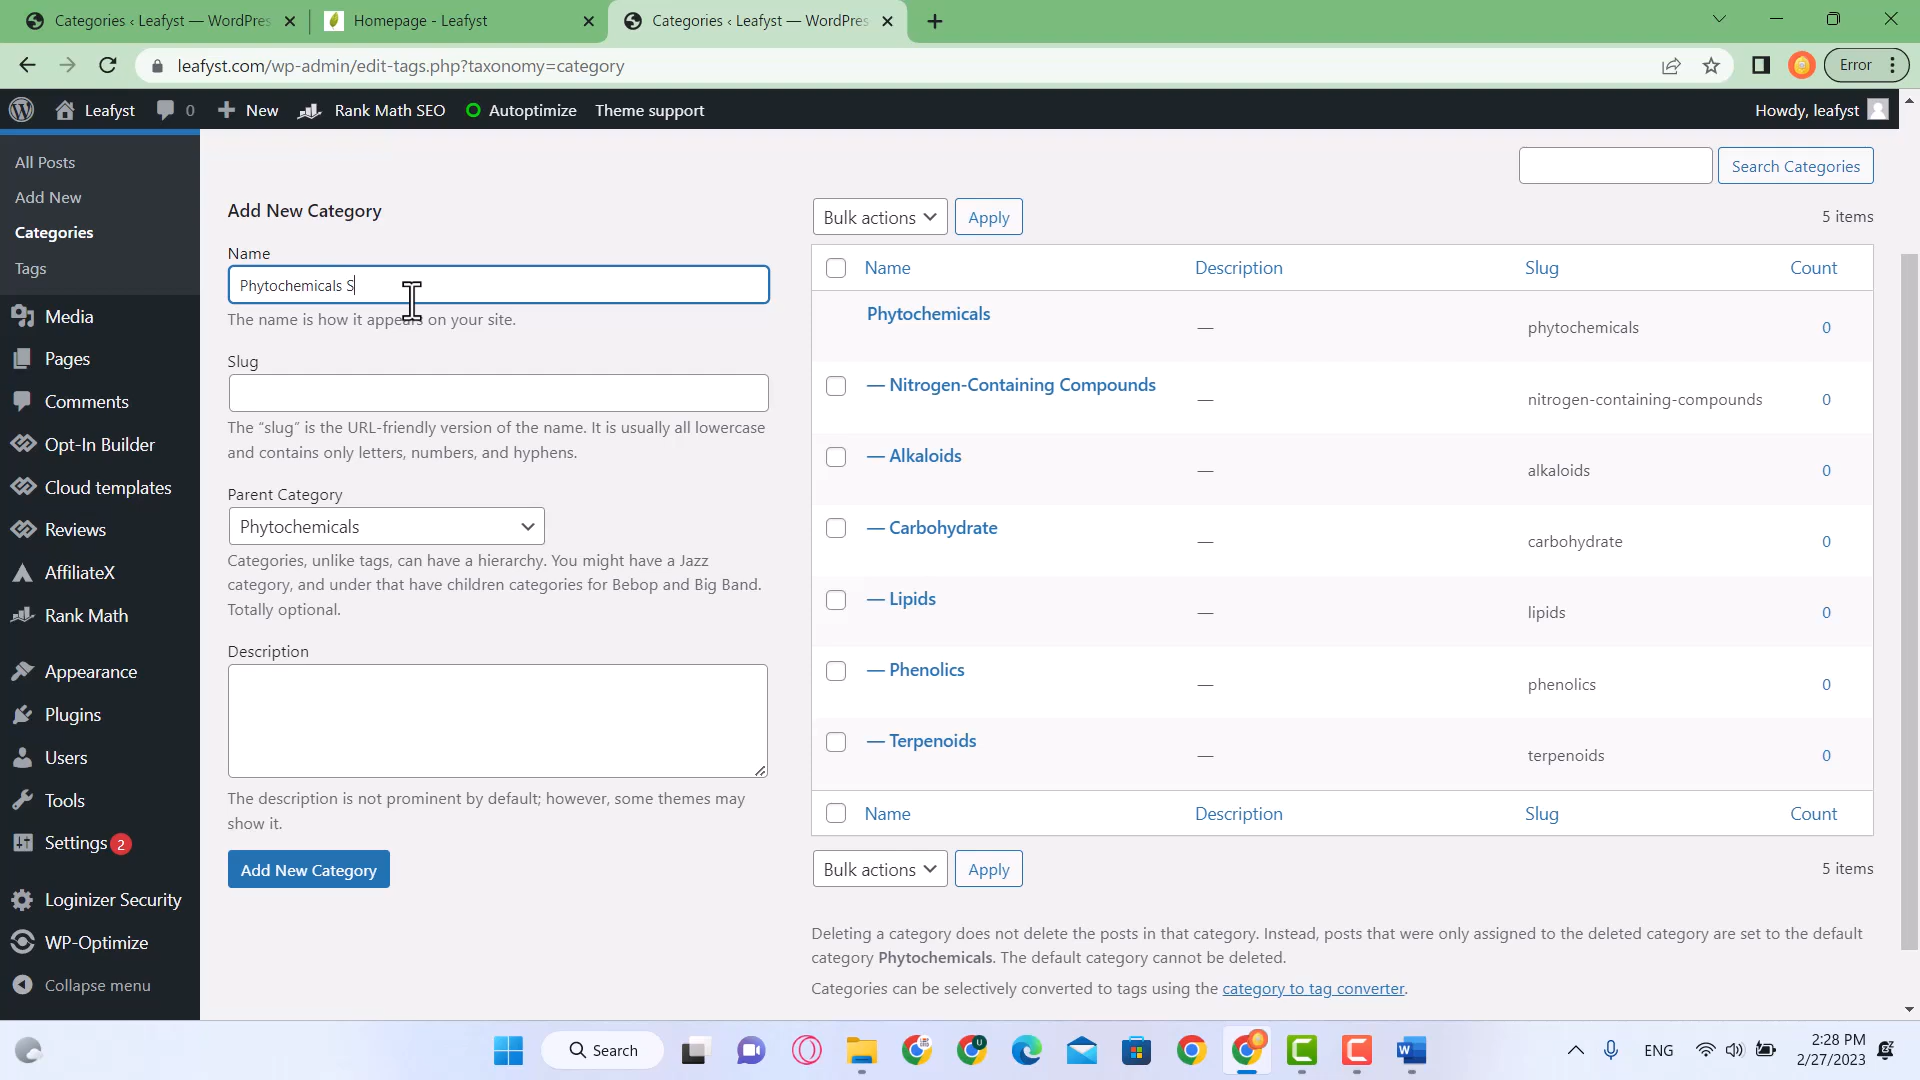 Categories ‹ Leafyst — WordPres
Homepage - Leafyst
Categories ‹ Leafyst — WordPres
leafyst.com/wp-admin/edit-tags.php?taxonomy=category
Error
Leafyst
0
New
Rank Math SEO
Autoptimize
Theme support
Howdy, leafyst
All Posts
Add New
Categories
Tags
Media
Pages
Comments
Opt-In Builder
Cloud templates
Reviews
AffiliateX
Rank Math
Appearance
Plugins
Users
Tools
Settings 2
Loginizer Security
WP-Optimize
Collapse menu
Add New Category
Name
Phytochemicals S
The name is how it appears on your site.
Slug
The “slug” is the URL-friendly version of the name. It is usually all lowercase
and contains only letters, numbers, and hyphens.
Parent Category
Phytochemicals
Categories, unlike tags, can have a hierarchy. You might have a Jazz
category, and under that have children categories for Bebop and Big Band.
Totally optional.
Description
The description is not prominent by default; however, some themes may
show it.
Add New Category
Search Categories
Bulk actions
Apply
5 items
Name Description Slug Count
Phytochemicals — phytochemicals 0
— Nitrogen-Containing Compounds — nitrogen-containing-compounds 0
— Alkaloids — alkaloids 0
— Carbohydrate — carbohydrate 0
— Lipids — lipids 0
— Phenolics — phenolics 0
— Terpenoids — terpenoids 0
Name Description Slug Count
Bulk actions
Apply
5 items
Deleting a category does not delete the posts in that category. Instead, posts that were only assigned to the deleted category are set to the default
category Phytochemicals. The default category cannot be deleted.
Categories can be selectively converted to tags using the category to tag converter.
Search
ENG
2:28 PM
2/27/2023